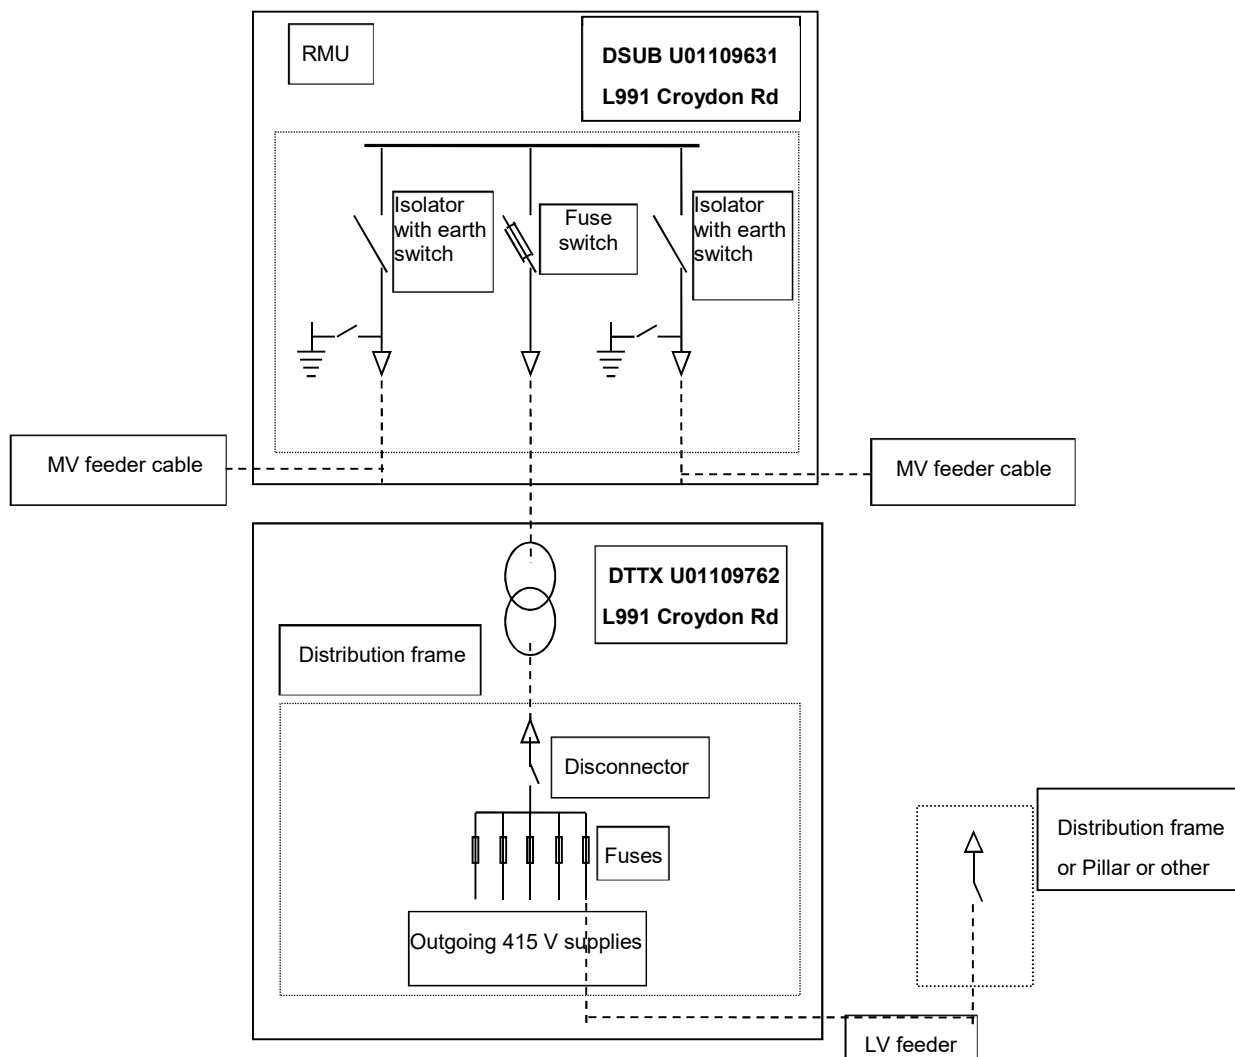 RMU
DSUB U01109631
L991 Croydon Rd
Isolator
with earth
switch
Fuse
switch
Isolator
with earth
switch
MV feeder cable
MV feeder cable
DTTX U01109762
L991 Croydon Rd
Distribution frame
Disconnector
Fuses
Outgoing 415 V supplies
Distribution frame
or Pillar or other
LV feeder